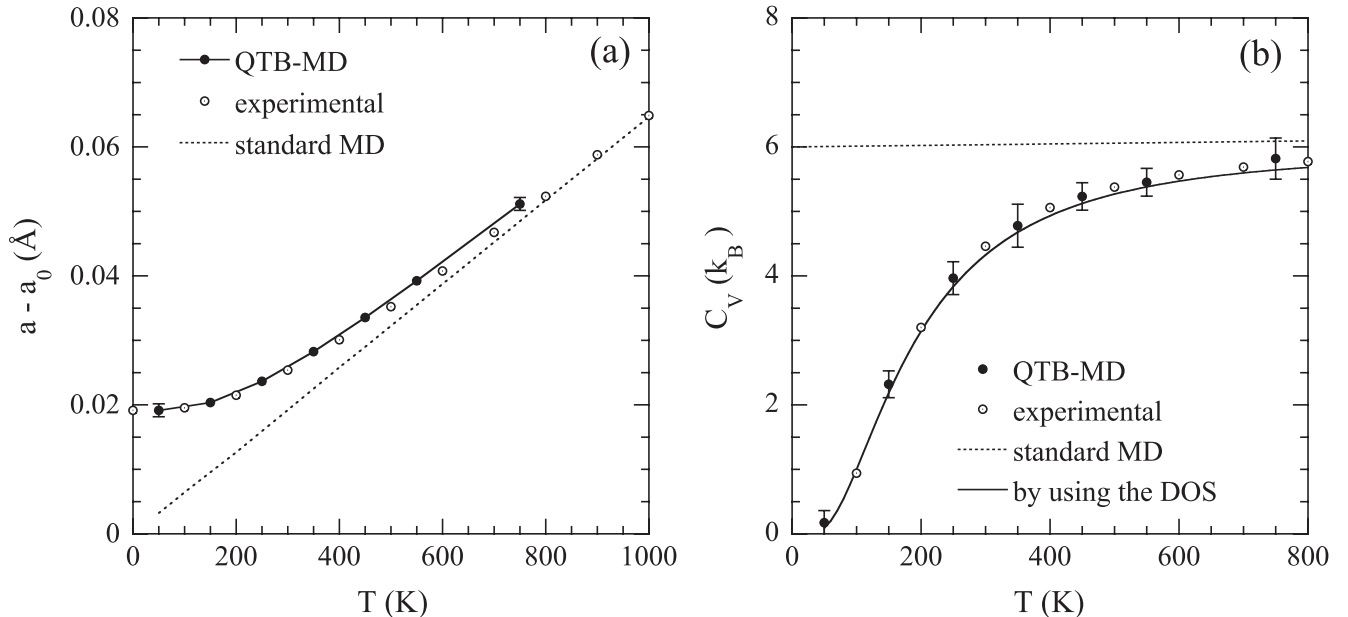 (a)
QTB-MD
experimental
standard MD
0.08
0.06
0.04
0.02
0
0 200 400 600 800 1000
a - a0 (Å)
T (K)
(b)
8
6
4
2
0
QTB-MD
experimental
standard MD
by using the DOS
0 200 400 600 800
CV (kB)
T (K)